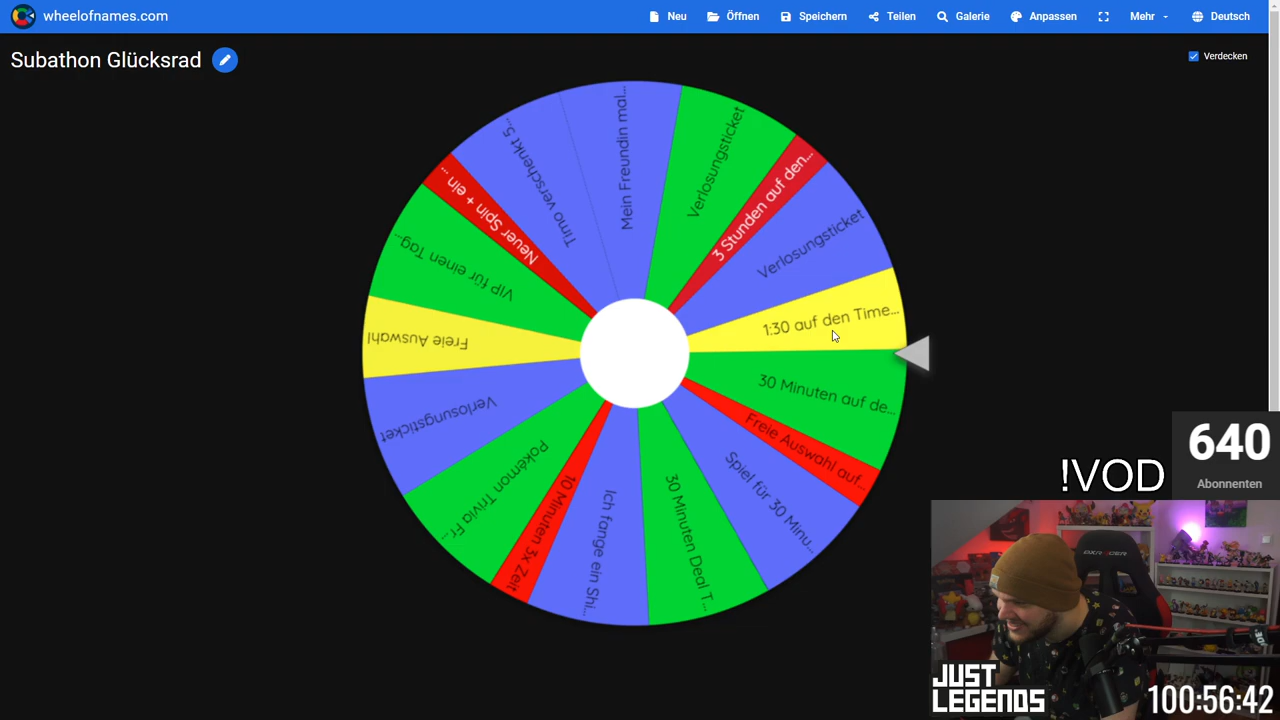 wheelofnames.com
Neu
Öffnen
Speichern
Teilen
Galerie
Anpassen
Mehr
Deutsch
Subathon Glücksrad
Verdecken
Mein Freundin mal...
Verlosungsticket
3 Stunden auf den...
Verlosungsticket
1:30 auf den Time...
30 Minuten auf de...
Freie Auswahl auf...
Spiel für 30 Minu...
30 Minuten Deal T...
Ich fange ein Shi...
10 Minuten 3x Zeit
Pokémon Trivia Fr...
Verlosungsticket
Freie Auswahl
VIP für einen Tag...
Neuer Spin + ein ...
Timo verschenkt 5...
640
Abonnenten
!VOD
JUST
LEGENDS
100:56:42